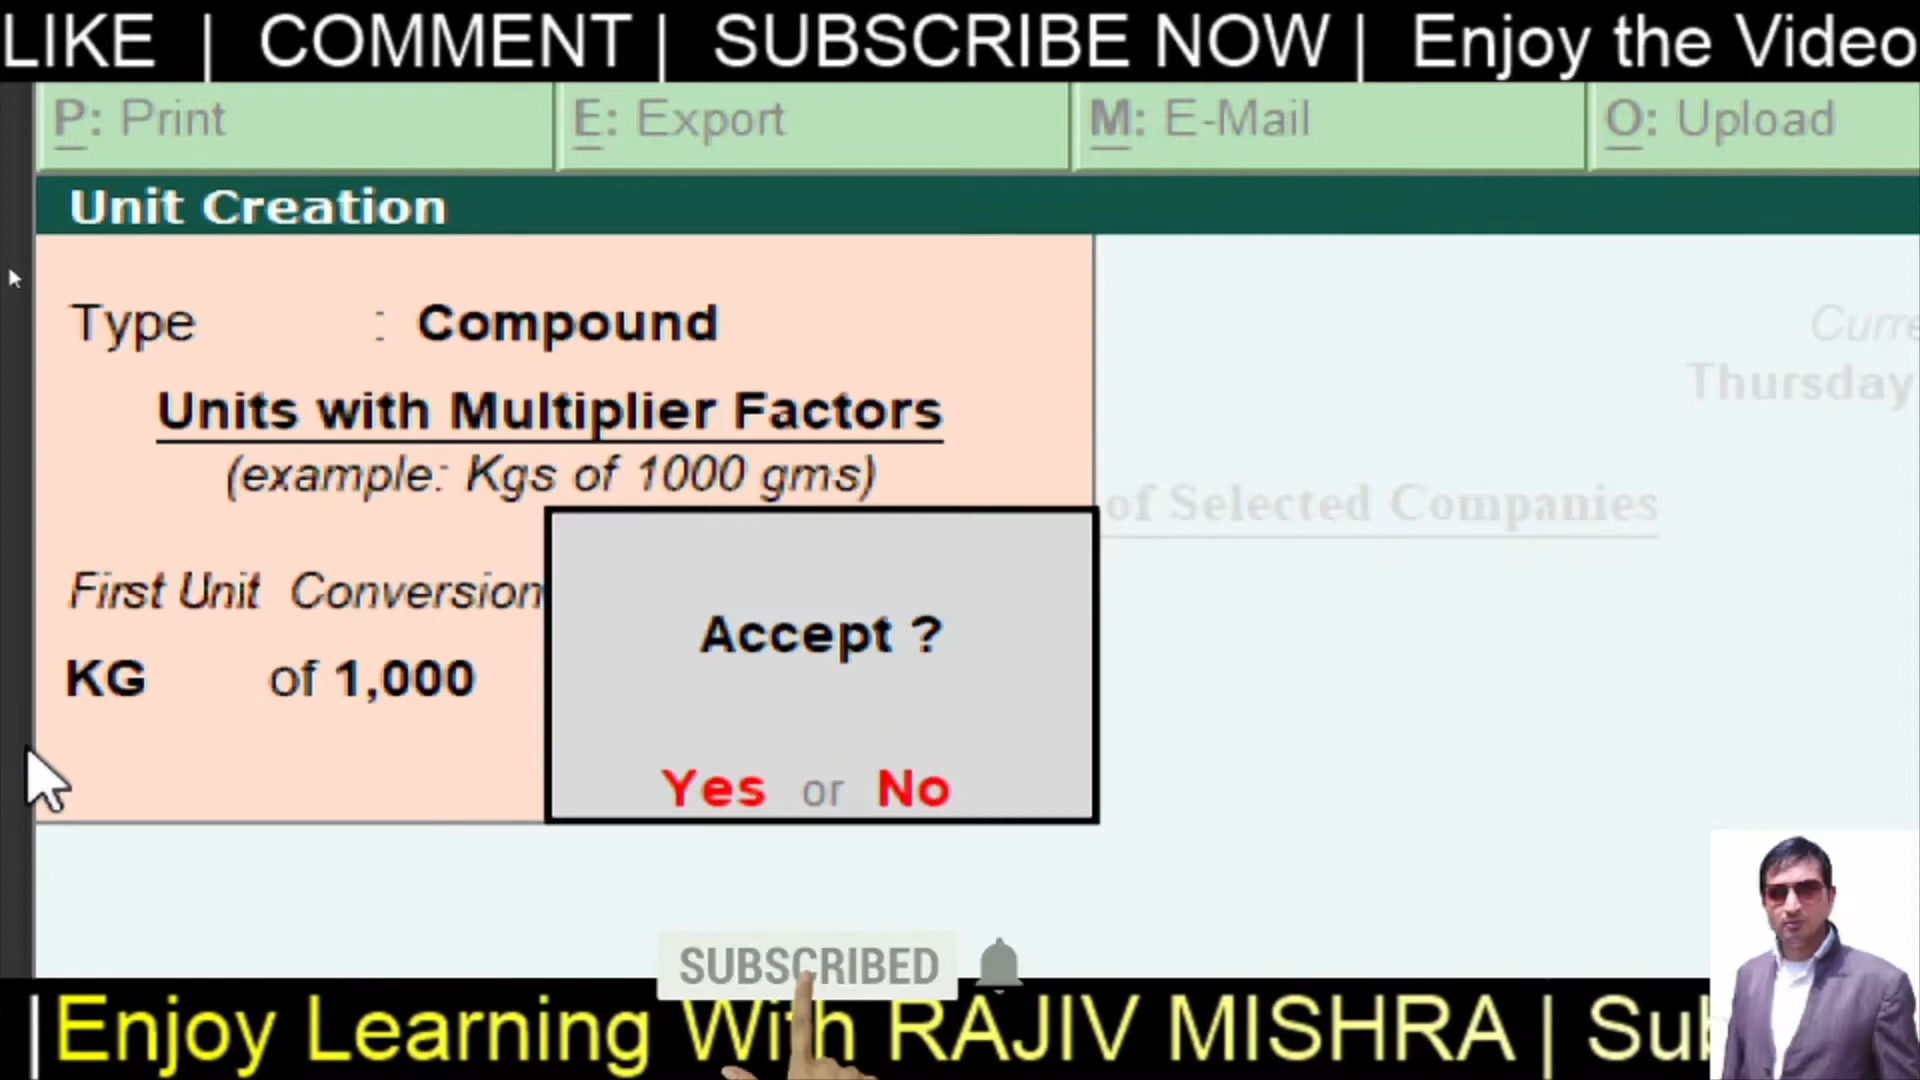 LIKE | COMMENT | SUBSCRIBE NOW | Enjoy the Video
P: Print E: Export M: E-Mail O: Upload
Unit Creation
Type : Compound
Units with Multiplier Factors
(example: Kgs of 1000 gms)
First Unit Conversion
KG of 1,000
Accept ?
Yes or No
Curre
Thursday
of Selected Companies
SUBSCRIBED
| Enjoy Learning With RAJIV MISHRA | Sub